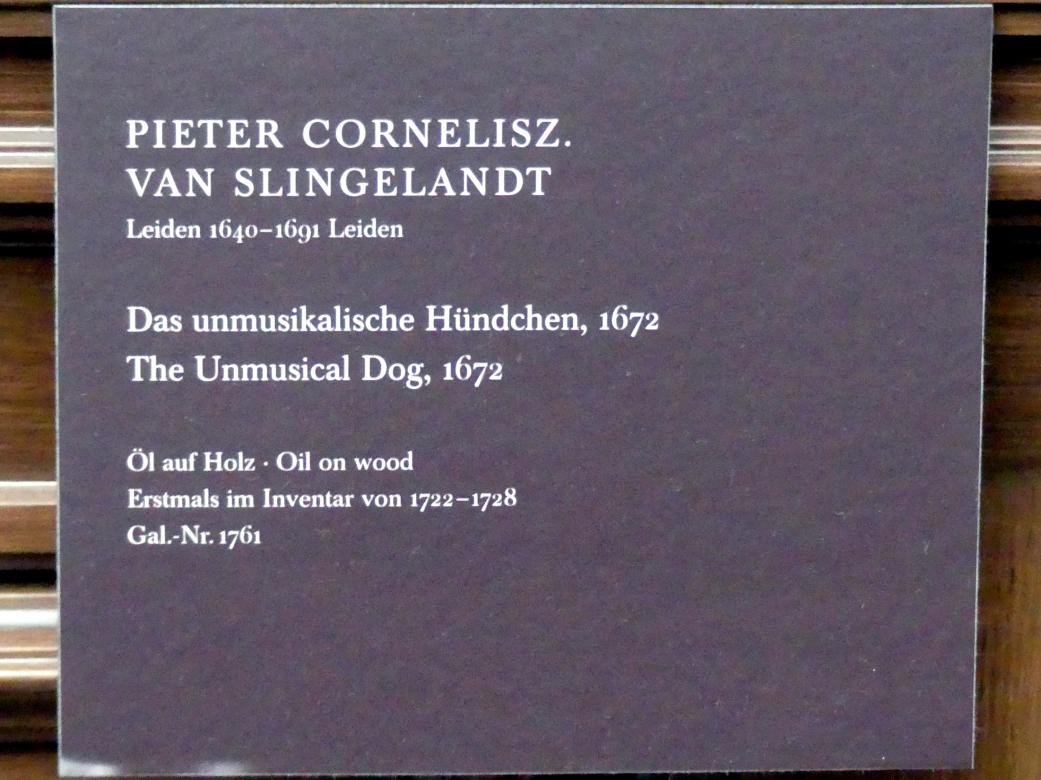 PIETER CORNELISZ.
VAN SLINGELANDT
Leiden 1640–1691 Leiden
Das unmusikalische Hündchen, 1672
The Unmusical Dog, 1672
Öl auf Holz · Oil on wood
Erstmals im Inventar von 1722–1728
Gal.-Nr. 1761